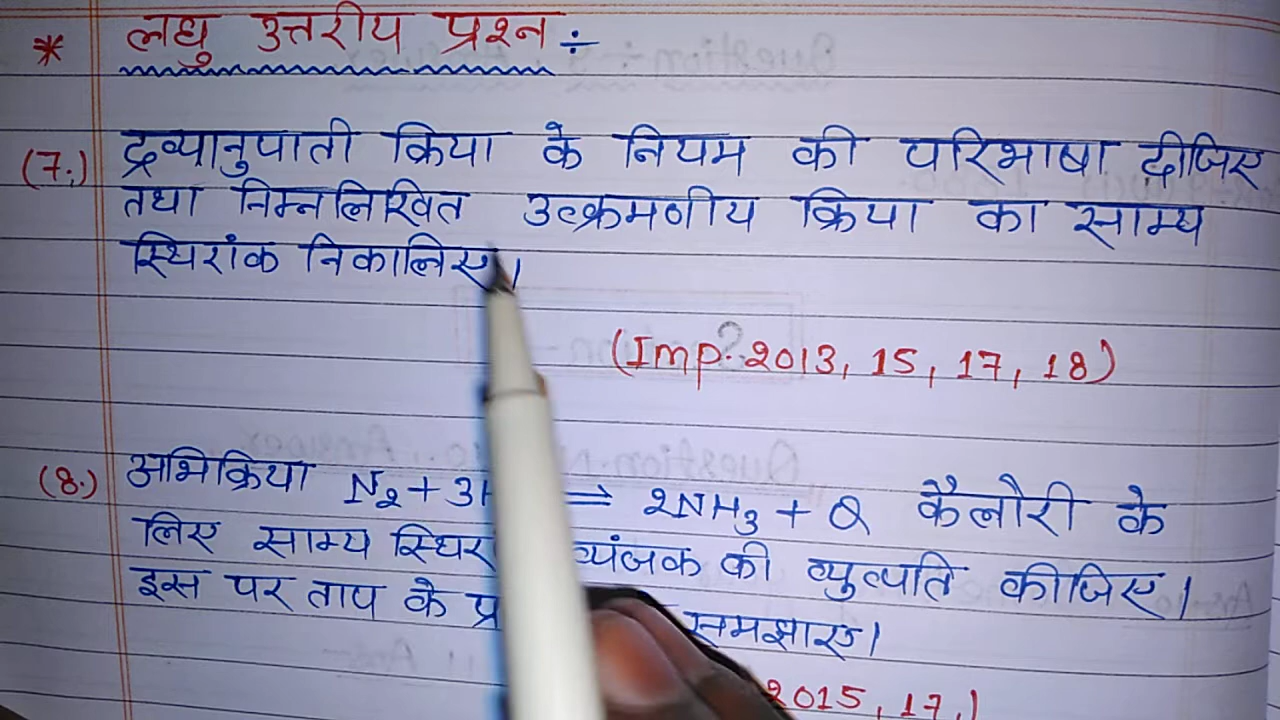 * लघु उत्तरीय प्रश्न ÷
(7.) द्रव्यानुपाती क्रिया के नियम की परिभाषा दीजिए
तथा निम्नलिखित उत्क्रमणीय क्रिया का साम्य
स्थिरांक निकालिए।
(Imp. 2013, 15, 17, 18)
(8.) अभिक्रिया N₂ + 3H ⇌ 2NH₃ + Q कैलोरी के
लिए साम्य स्थिर व्यंजक की व्युत्पति कीजिए।
इस पर ताप के प्र समझाए।
2015, 17,)